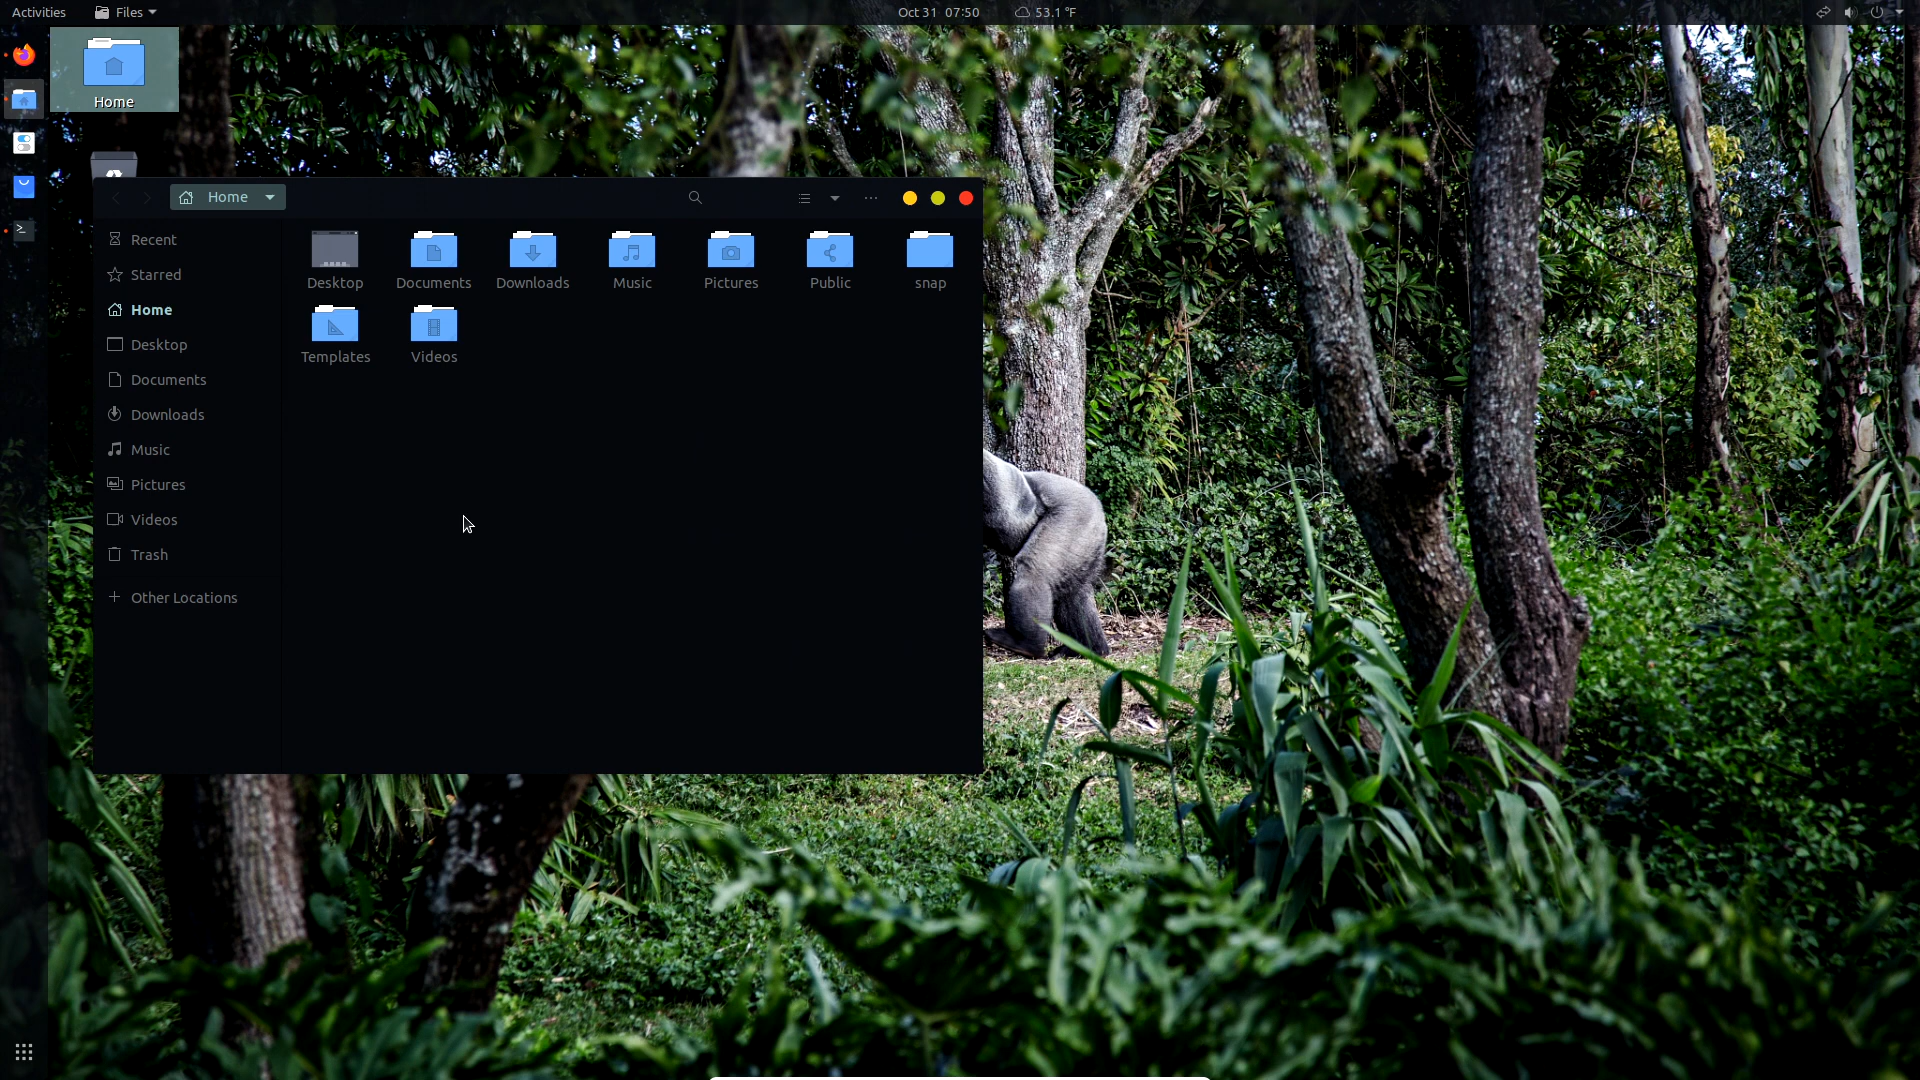 Activities
Files
Oct 31 07:50
53.1 °F
Home
Home
Recent
Starred
Home
Desktop
Documents
Downloads
Music
Pictures
Videos
Trash
Other Locations
Desktop
Documents
Downloads
Music
Pictures
Public
snap
Templates
Videos